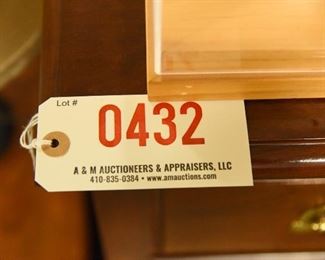 Lot #
0432
A & M AUCTIONEERS & APPRAISERS, LLC
410-835-0384 • www.amauctions.com